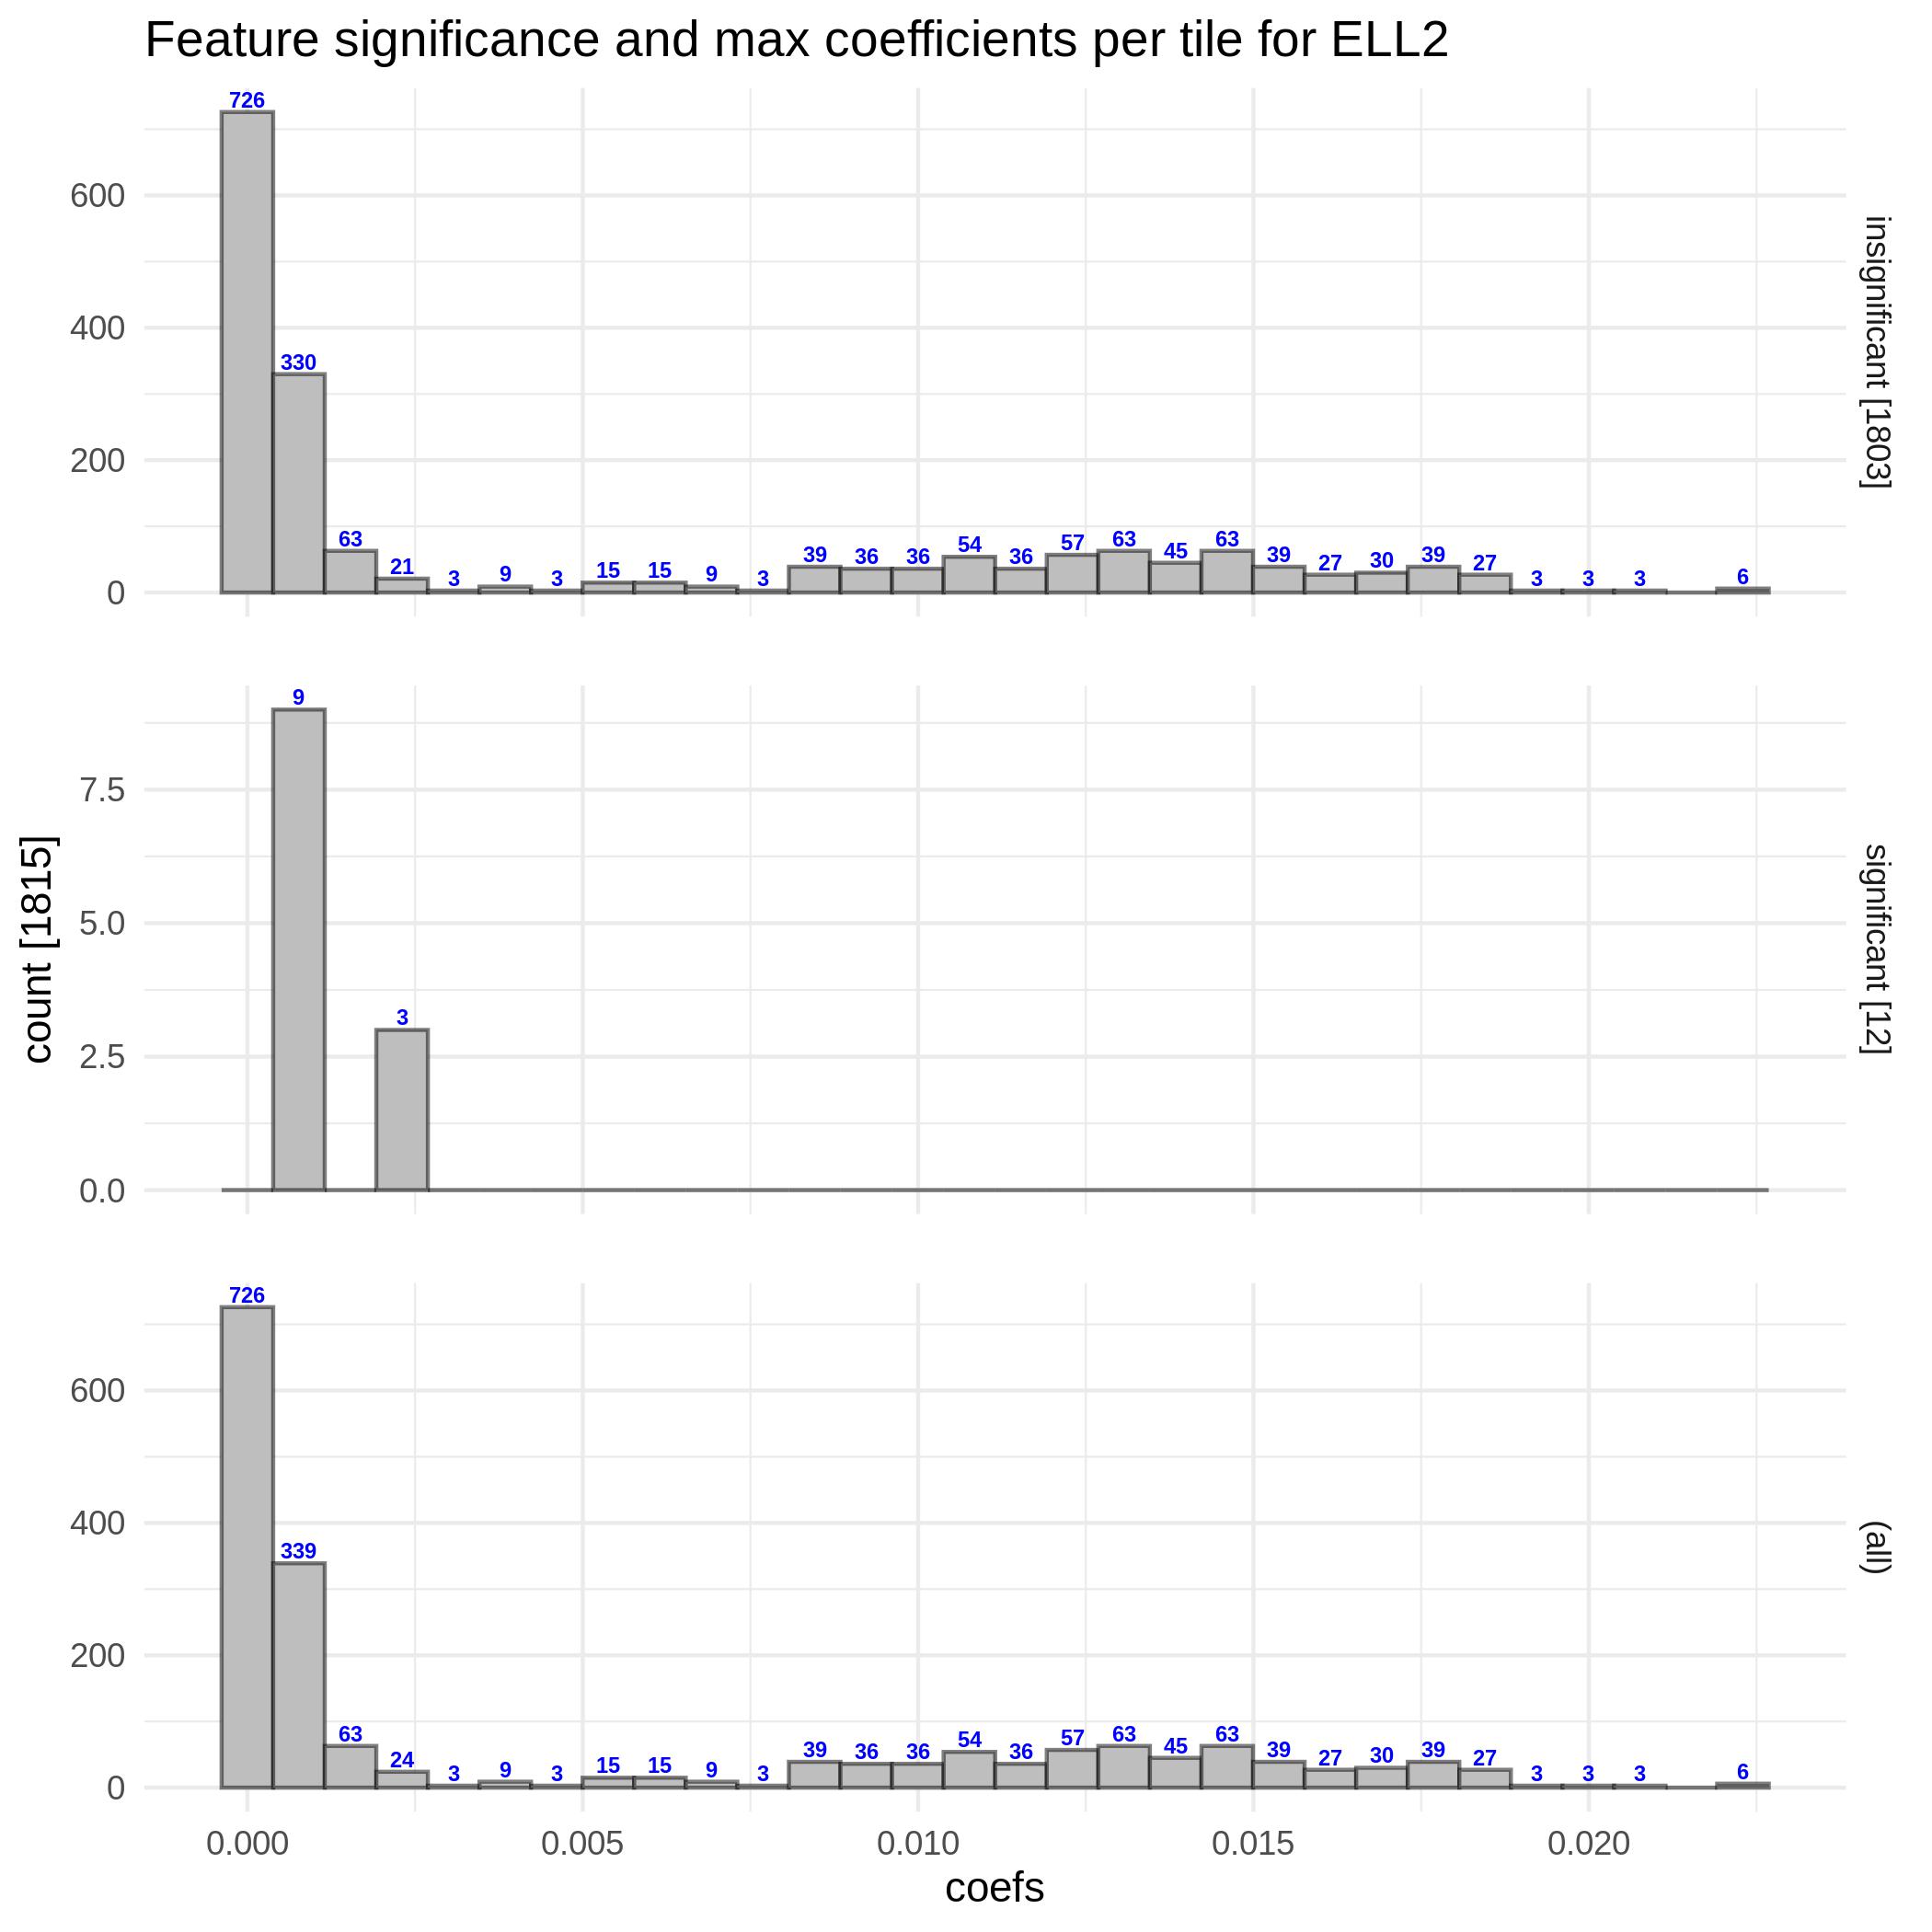 Feature significance and max coefficients per tile for ELL2
726
600
330
insignificant [1803]
400
200
63 21 3 9 3 15 15 9 3 39 36 36 54 36 57 63 45 63 39 27 30 39 27 3 3 3 6
0
9
7.5
count [1815]
significant [12]
5.0
3
2.5
0.0
726
600
400
339
(all)
200
63 24 3 9 3 15 15 9 3 39 36 36 54 36 57 63 45 63 39 27 30 39 27 3 3 3 6
0
0.000 0.005 0.010 0.015 0.020
coefs